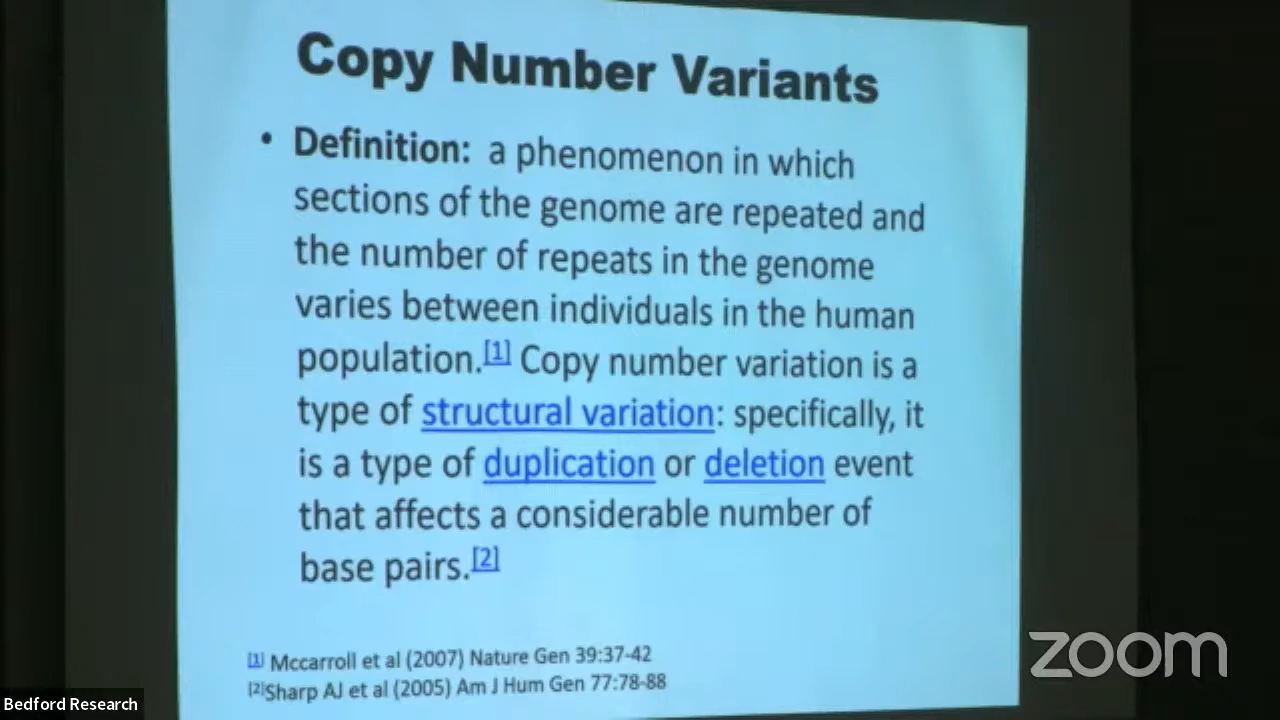 Copy Number Variants
• Definition: a phenomenon in which
sections of the genome are repeated and
the number of repeats in the genome
varies between individuals in the human
population.[1] Copy number variation is a
type of structural variation: specifically, it
is a type of duplication or deletion event
that affects a considerable number of
base pairs.[2]
[1] Mccarroll et al (2007) Nature Gen 39:37-42
[2]Sharp AJ et al (2005) Am J Hum Gen 77:78-88
zoom
Bedford Research